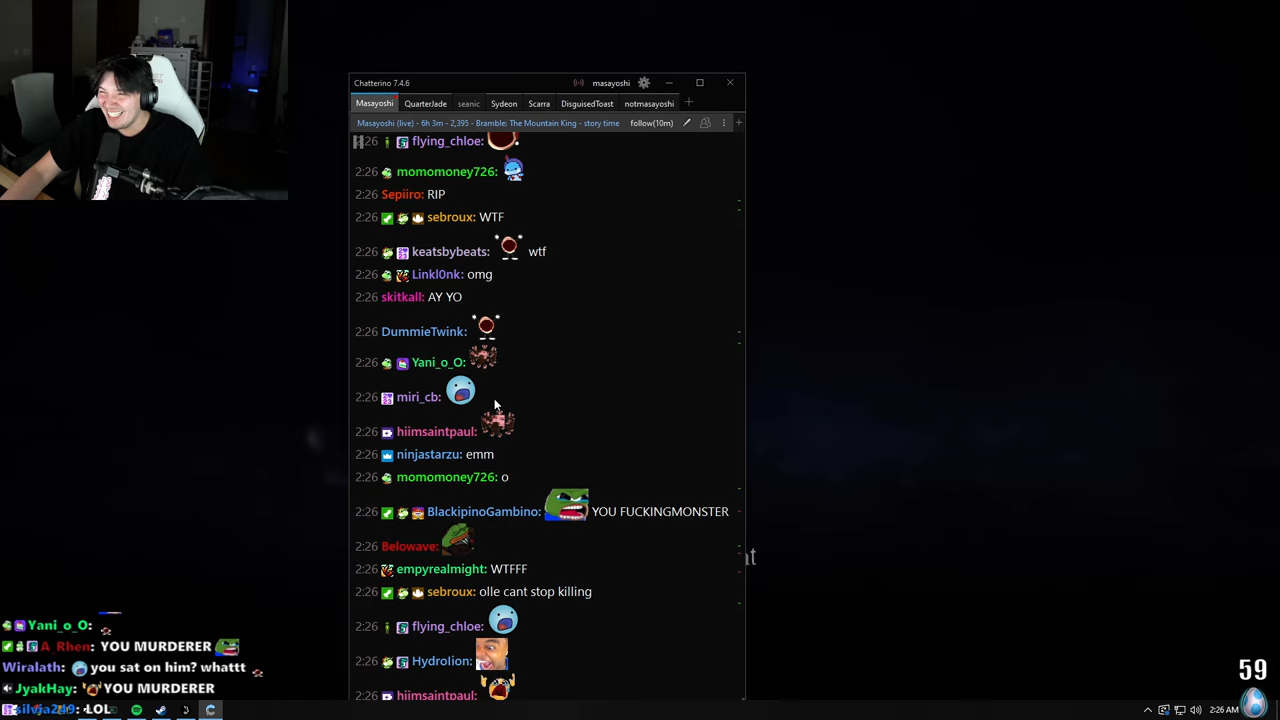 Chatterino 7.4.6
masayoshi
Masayoshi QuarterJade seanic Sydeon Scarra DisguisedToast notmasayoshi
Masayoshi (live) - 6h 3m - 2,395 - Bramble: The Mountain King - story time follow(10m)
:26 flying_chloe:
2:26 momomoney726:
2:26 Sepiiro: RIP
2:26 sebroux: WTF
2:26 keatsbybeats: wtf
2:26 Linkl0nk: omg
2:26 skitkall: AY YO
2:26 DummieTwink:
2:26 Yani_o_O:
2:26 miri_cb:
2:26 hiimsaintpaul:
2:26 ninjastarzu: emm
2:26 momomoney726: o
2:26 BlackipinoGambino: YOU FUCKINGMONSTER
2:26 Belowave:
2:26 empyrealmight: WTFFF
2:26 sebroux: olle cant stop killing
2:26 flying_chloe:
2:26 HydroIion:
2:26 hiimsaintpaul:
Yani_o_O:
A_Rhen: YOU MURDERER
Wiralath: you sat on him? whattt
JyakHay: YOU MURDERER
silvja249: LOL
59
2:26 AM